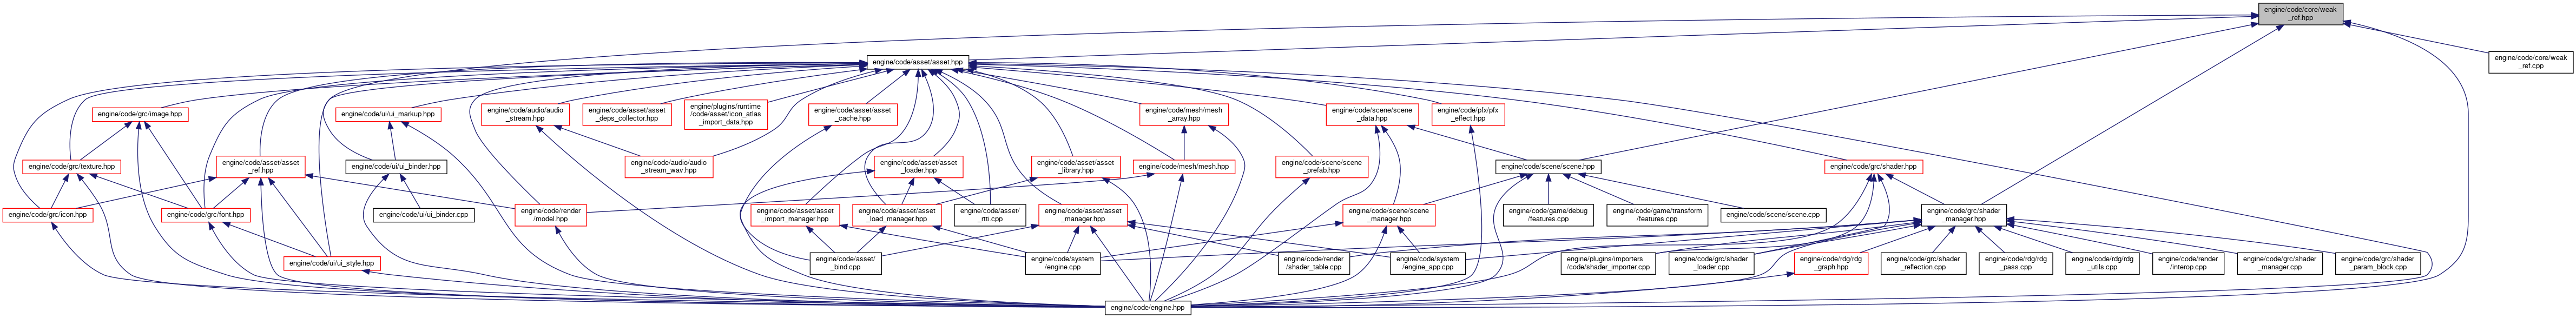 engine/code/core/weak
_ref.hpp
engine/code/asset/asset.hpp
engine/code/core/weak
_ref.cpp
engine/code/grc/image.hpp
engine/code/ui/ui_markup.hpp
engine/code/audio/audio
_stream.hpp
engine/code/asset/asset
_deps_collector.hpp
engine/plugins/runtime
/code/asset/icon_atlas
_import_data.hpp
engine/code/asset/asset
_cache.hpp
engine/code/mesh/mesh
_array.hpp
engine/code/scene/scene
_data.hpp
engine/code/pfx/pfx
_effect.hpp
engine/code/grc/texture.hpp
engine/code/asset/asset
_ref.hpp
engine/code/ui/ui_binder.hpp
engine/code/audio/audio
_stream_wav.hpp
engine/code/asset/asset
_loader.hpp
engine/code/asset/asset
_library.hpp
engine/code/mesh/mesh.hpp
engine/code/scene/scene
_prefab.hpp
engine/code/scene/scene.hpp
engine/code/grc/shader.hpp
engine/code/grc/icon.hpp
engine/code/grc/font.hpp
engine/code/ui/ui_binder.cpp
engine/code/render
/model.hpp
engine/code/asset/asset
_import_manager.hpp
engine/code/asset/asset
_load_manager.hpp
engine/code/asset/
_rtti.cpp
engine/code/asset/asset
_manager.hpp
engine/code/scene/scene
_manager.hpp
engine/code/game/debug
/features.cpp
engine/code/game/transform
/features.cpp
engine/code/scene/scene.cpp
engine/code/grc/shader
_manager.hpp
engine/code/ui/ui_style.hpp
engine/code/asset/
_bind.cpp
engine/code/system
/engine.cpp
engine/code/render
/shader_table.cpp
engine/code/system
/engine_app.cpp
engine/plugins/importers
/code/shader_importer.cpp
engine/code/grc/shader
_loader.cpp
engine/code/rdg/rdg
_graph.hpp
engine/code/grc/shader
_reflection.cpp
engine/code/rdg/rdg
_pass.cpp
engine/code/rdg/rdg
_utils.cpp
engine/code/render
/interop.cpp
engine/code/grc/shader
_manager.cpp
engine/code/grc/shader
_param_block.cpp
engine/code/engine.hpp